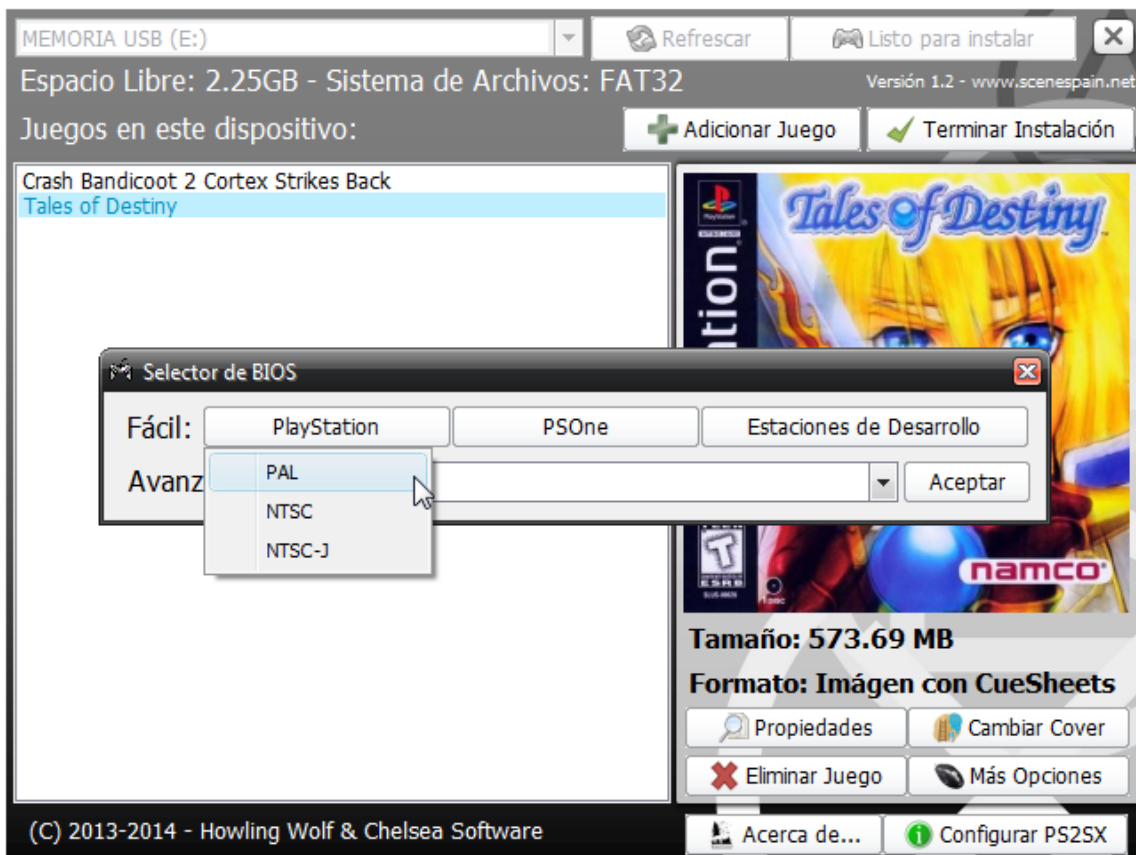 MEMORIA USB (E:)
Refrescar
Listo para instalar
Espacio Libre: 2.25GB - Sistema de Archivos: FAT32
Versión 1.2 - www.scenespain.net
Juegos en este dispositivo:
Adicionar Juego
Terminar Instalación
Crash Bandicoot 2 Cortex Strikes Back
Tales of Destiny
PlayStation
Tales of Destiny
Selector de BIOS
Fácil:
PlayStation
PSOne
Estaciones de Desarrollo
Avanz
Aceptar
PAL
NTSC
NTSC-J
TEEN
T
ESRB
namco
Tamaño: 573.69 MB
Formato: Imágen con CueSheets
Propiedades
Cambiar Cover
Eliminar Juego
Más Opciones
(C) 2013-2014 - Howling Wolf & Chelsea Software
Acerca de...
Configurar PS2SX